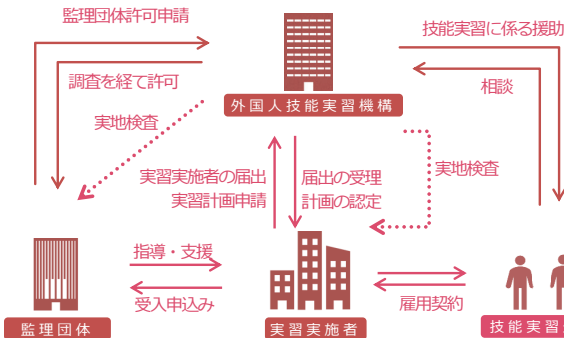 監理団体許可申請
技能実習に係る援助
調査を経て許可
相談
外国人技能実習機構
実地検査
実習実施者の届出
実習計画申請
届出の受理
計画の認定
実地検査
指導・支援
受入申込み
雇用契約
監理団体
実習実施者
技能実習